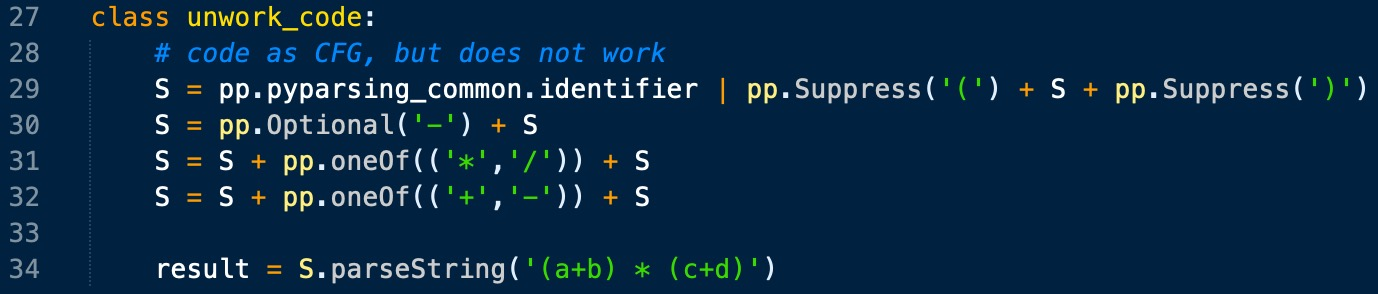 27 class unwork_code:
28     # code as CFG, but does not work
29     S = pp.pyparsing_common.identifier | pp.Suppress('(') + S + pp.Suppress(')')
30     S = pp.Optional('-') + S
31     S = S + pp.oneOf(('*','/')) + S
32     S = S + pp.oneOf(('+','-')) + S
33
34     result = S.parseString('(a+b) * (c+d)')